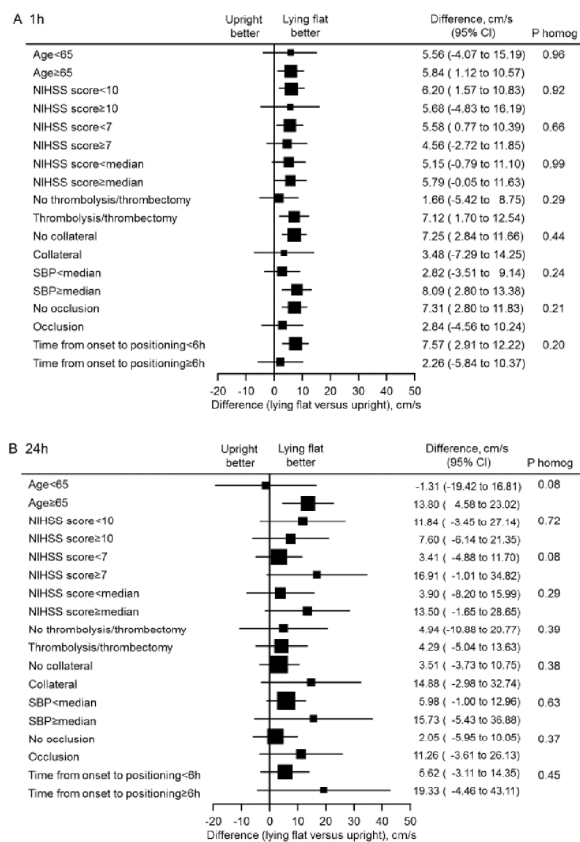 A 1h
Upright better Lying flat better Difference, cm/s (95% CI) P homog
Age<65 5.56 (-4.07 to 15.19) 0.96
Age≥65 5.84 ( 1.12 to 10.57)
NIHSS score<10 6.20 ( 1.57 to 10.83) 0.92
NIHSS score≥10 5.68 (-4.83 to 16.19)
NIHSS score<7 5.58 ( 0.77 to 10.39) 0.66
NIHSS score≥7 4.56 (-2.72 to 11.85)
NIHSS score<median 5.15 (-0.79 to 11.10) 0.99
NIHSS score≥median 5.79 (-0.05 to 11.63)
No thrombolysis/thrombectomy 1.66 (-5.42 to 8.75) 0.29
Thrombolysis/thrombectomy 7.12 ( 1.70 to 12.54)
No collateral 7.25 ( 2.84 to 11.66) 0.44
Collateral 3.48 (-7.29 to 14.25)
SBP<median 2.82 (-3.51 to 9.14) 0.24
SBP≥median 8.09 ( 2.80 to 13.38)
No occlusion 7.31 ( 2.80 to 11.83) 0.21
Occlusion 2.84 (-4.56 to 10.24)
Time from onset to positioning<6h 7.57 ( 2.91 to 12.22) 0.20
Time from onset to positioning≥6h 2.26 (-5.84 to 10.37)
-20 -10 0 10 20 30 40 50
Difference (lying flat versus upright), cm/s
B 24h
Upright better Lying flat better Difference, cm/s (95% CI) P homog
Age<65 -1.31 (-19.42 to 16.81) 0.08
Age≥65 13.80 ( 4.58 to 23.02)
NIHSS score<10 11.84 ( -3.45 to 27.14) 0.72
NIHSS score≥10 7.60 ( -6.14 to 21.35)
NIHSS score<7 3.41 ( -4.88 to 11.70) 0.08
NIHSS score≥7 16.91 ( -1.01 to 34.82)
NIHSS score<median 3.90 ( -8.20 to 15.99) 0.29
NIHSS score≥median 13.50 ( -1.65 to 28.65)
No thrombolysis/thrombectomy 4.94 (-10.88 to 20.77) 0.39
Thrombolysis/thrombectomy 4.29 ( -5.04 to 13.63)
No collateral 3.51 ( -3.73 to 10.75) 0.38
Collateral 14.88 ( -2.98 to 32.74)
SBP<median 5.98 ( -1.00 to 12.96) 0.63
SBP≥median 15.73 ( -5.43 to 36.88)
No occlusion 2.05 ( -5.95 to 10.05) 0.37
Occlusion 11.26 ( -3.61 to 26.13)
Time from onset to positioning<6h 5.62 ( -3.11 to 14.35) 0.45
Time from onset to positioning≥6h 19.33 ( -4.46 to 43.11)
-20 -10 0 10 20 30 40 50
Difference (lying flat versus upright), cm/s